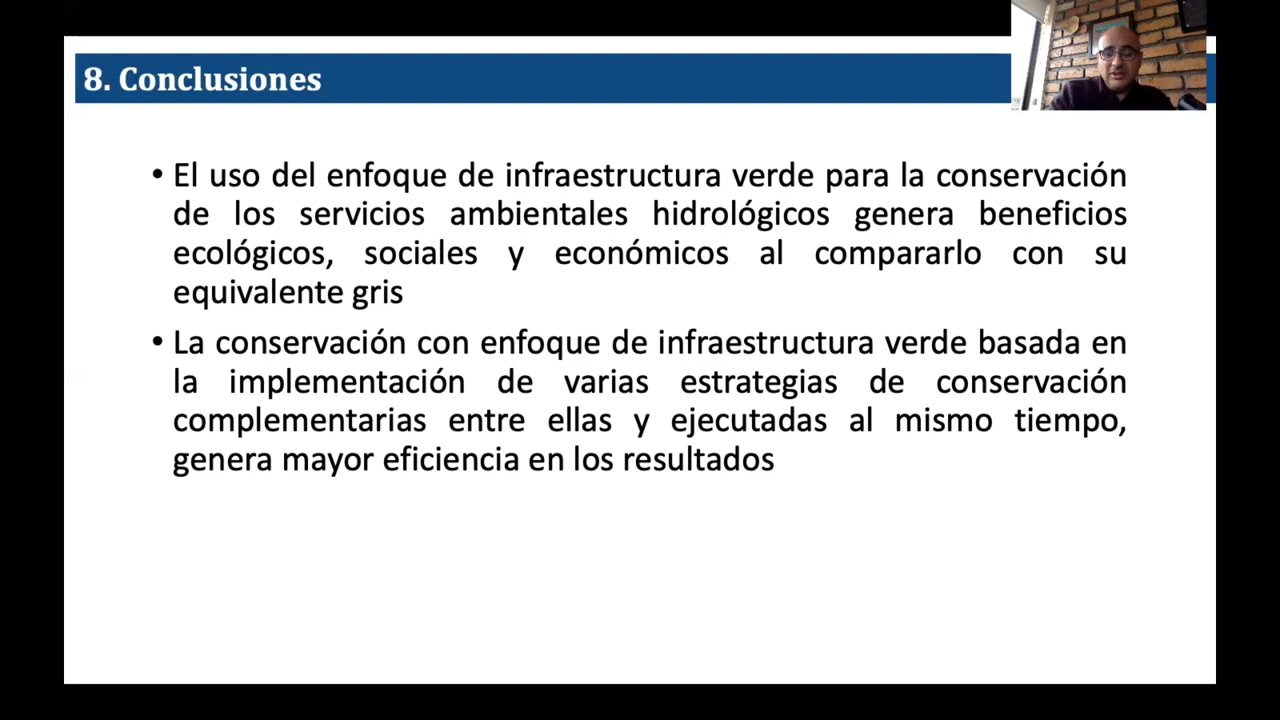 8. Conclusiones
• El uso del enfoque de infraestructura verde para la conservación
de los servicios ambientales hidrológicos genera beneficios
ecológicos, sociales y económicos al compararlo con su
equivalente gris
• La conservación con enfoque de infraestructura verde basada en
la implementación de varias estrategias de conservación
complementarias entre ellas y ejecutadas al mismo tiempo,
genera mayor eficiencia en los resultados